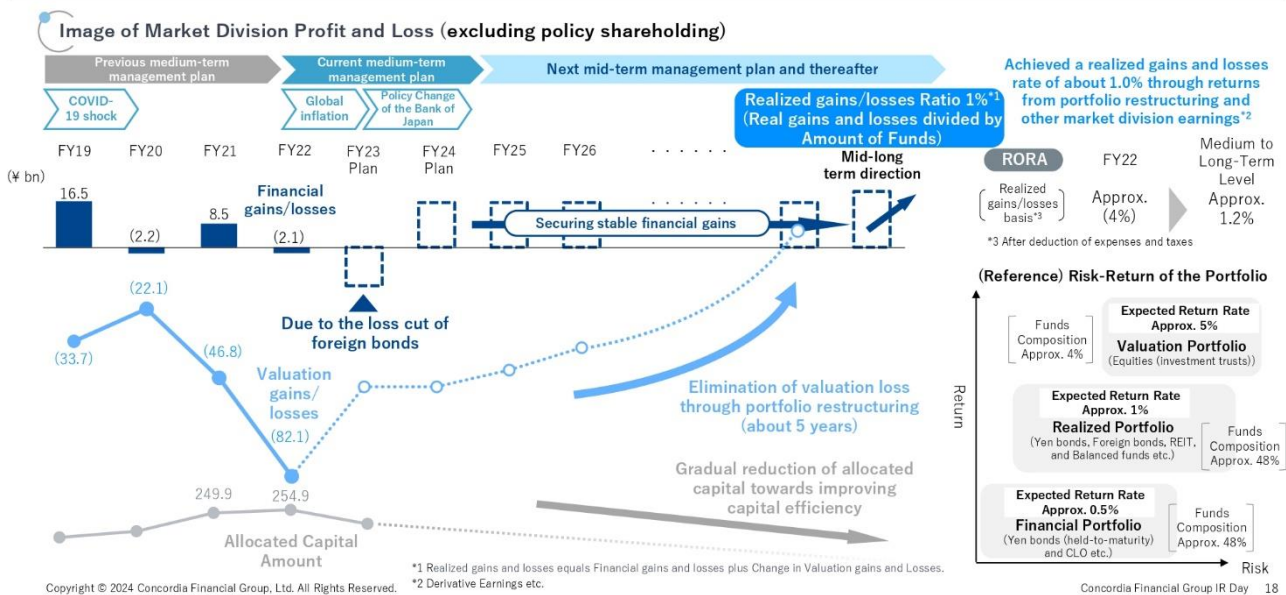 Image of Market Division Profit and Loss (excluding policy shareholding)
Previous medium-term
management plan
Current medium-term
management plan
Next mid-term management plan and thereafter
COVID-
19 shock
Global
inflation
Policy Change
of the Bank of
Japan
Realized gains/losses Ratio 1%*1
(Real gains and losses divided by
Amount of Funds)
Achieved a realized gains and losses
rate of about 1.0% through returns
from portfolio restructuring and
other market division earnings*2
FY19
FY20
FY21
FY22
FY23
Plan
FY24
Plan
FY25
FY26
. . . . . .
Mid-long
term direction
(¥ bn)
16.5
(2.2)
8.5
(2.1)
Financial
gains/losses
Securing stable financial gains
Due to the loss cut of
foreign bonds
(33.7)
(22.1)
(46.8)
(82.1)
Valuation
gains/
losses
Elimination of valuation loss
through portfolio restructuring
(about 5 years)
249.9
254.9
Allocated Capital
Amount
Gradual reduction of allocated
capital towards improving
capital efficiency
RORA
Realized
gains/losses
basis*3
FY22
Approx.
(4%)
Medium to
Long-Term
Level
Approx.
1.2%
*3 After deduction of expenses and taxes
(Reference) Risk-Return of the Portfolio
Return
Risk
Funds
Composition
Approx. 4%
Expected Return Rate
Approx. 5%
Valuation Portfolio
(Equities (investment trusts))
Expected Return Rate
Approx. 1%
Realized Portfolio
(Yen bonds, Foreign bonds, REIT,
and Balanced funds etc.)
Funds
Composition
Approx. 48%
Expected Return Rate
Approx. 0.5%
Financial Portfolio
(Yen bonds (held-to-maturity)
and CLO etc.)
Funds
Composition
Approx. 48%
*1 Realized gains and losses equals Financial gains and losses plus Change in Valuation gains and Losses.
*2 Derivative Earnings etc.
Copyright © 2024 Concordia Financial Group, Ltd. All Rights Reserved.
Concordia Financial Group IR Day 18